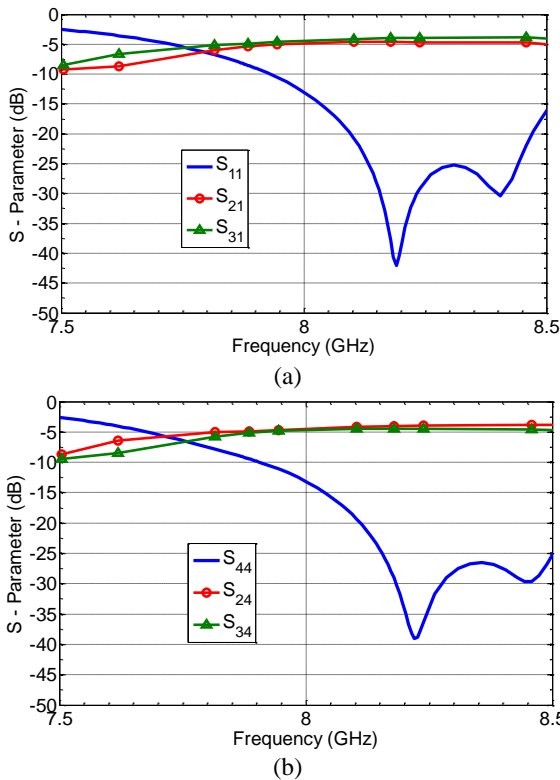 0
-5
-10
-15
-20
-25
-30
-35
-40
-45
-50
S - Parameter (dB)
S11
S21
S31
7.5 8 8.5
Frequency (GHz)
(a)
0
-5
-10
-15
-20
-25
-30
-35
-40
-45
-50
S - Parameter (dB)
S44
S24
S34
7.5 8 8.5
Frequency (GHz)
(b)